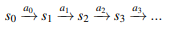 s₀ —a₀→ s₁ —a₁→ s₂ —a₂→ s₃ —a₃→ ...